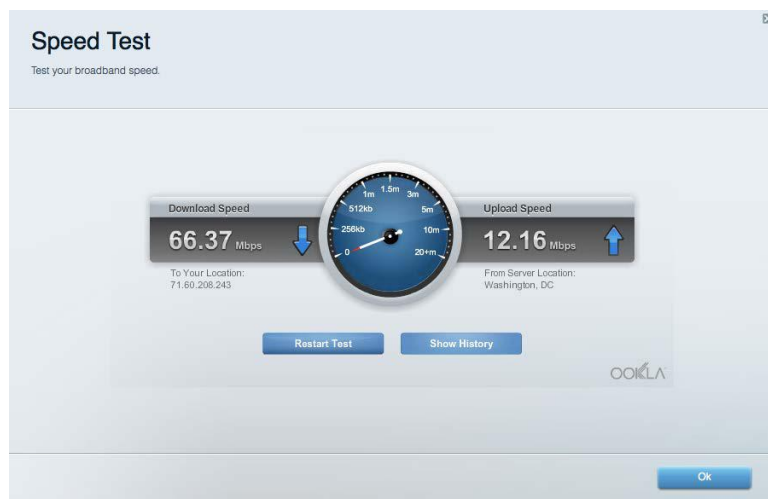 Speed Test
Test your broadband speed.
Download Speed
66.37 Mbps
To Your Location:
71.60.208.243
0
256kb
512kb
1m
1.5m
3m
5m
10m
20+m
Upload Speed
12.16 Mbps
From Server Location:
Washington, DC
Restart Test
Show History
OOKLA
Ok